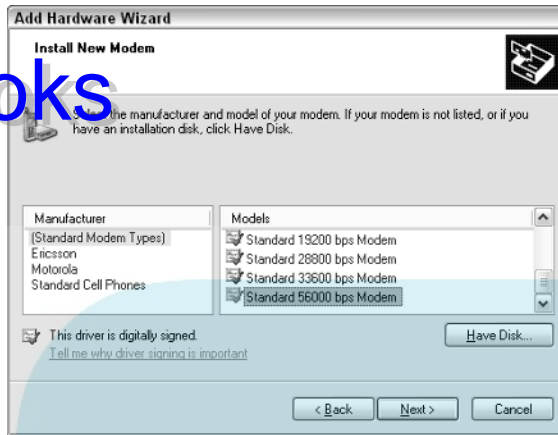 Add Hardware Wizard
Install New Modem
oks
Select the manufacturer and model of your modem. If your modem is not listed, or if you
have an installation disk, click Have Disk.
Manufacturer
(Standard Modem Types)
Ericsson
Motorola
Standard Cell Phones
Models
Standard 19200 bps Modem
Standard 28800 bps Modem
Standard 33600 bps Modem
Standard 56000 bps Modem
This driver is digitally signed.
Tell me why driver signing is important
Have Disk...
< Back
Next >
Cancel